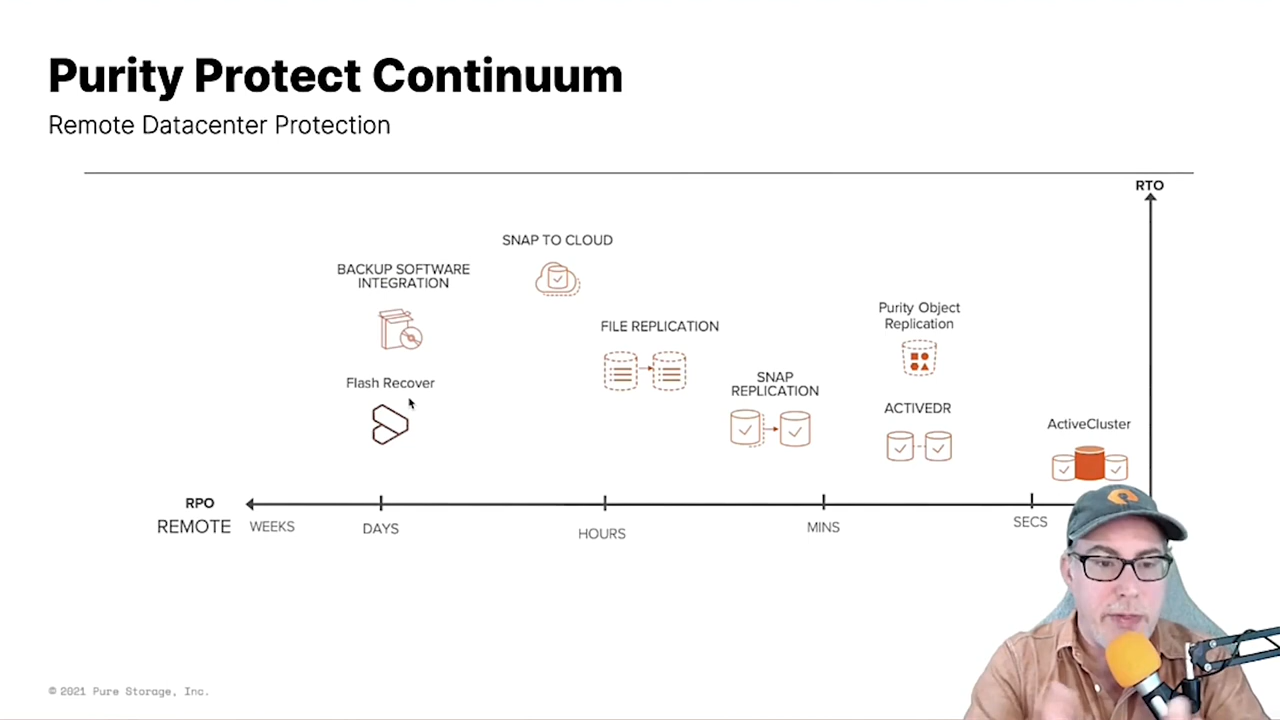 Purity Protect Continuum
Remote Datacenter Protection
RTO
SNAP TO CLOUD
BACKUP SOFTWARE
INTEGRATION
Purity Object
Replication
FILE REPLICATION
SNAP
REPLICATION
Flash Recover
ACTIVEDR
ActiveCluster
RPO
REMOTE
WEEKS
DAYS
HOURS
MINS
SECS
© 2021 Pure Storage, Inc.